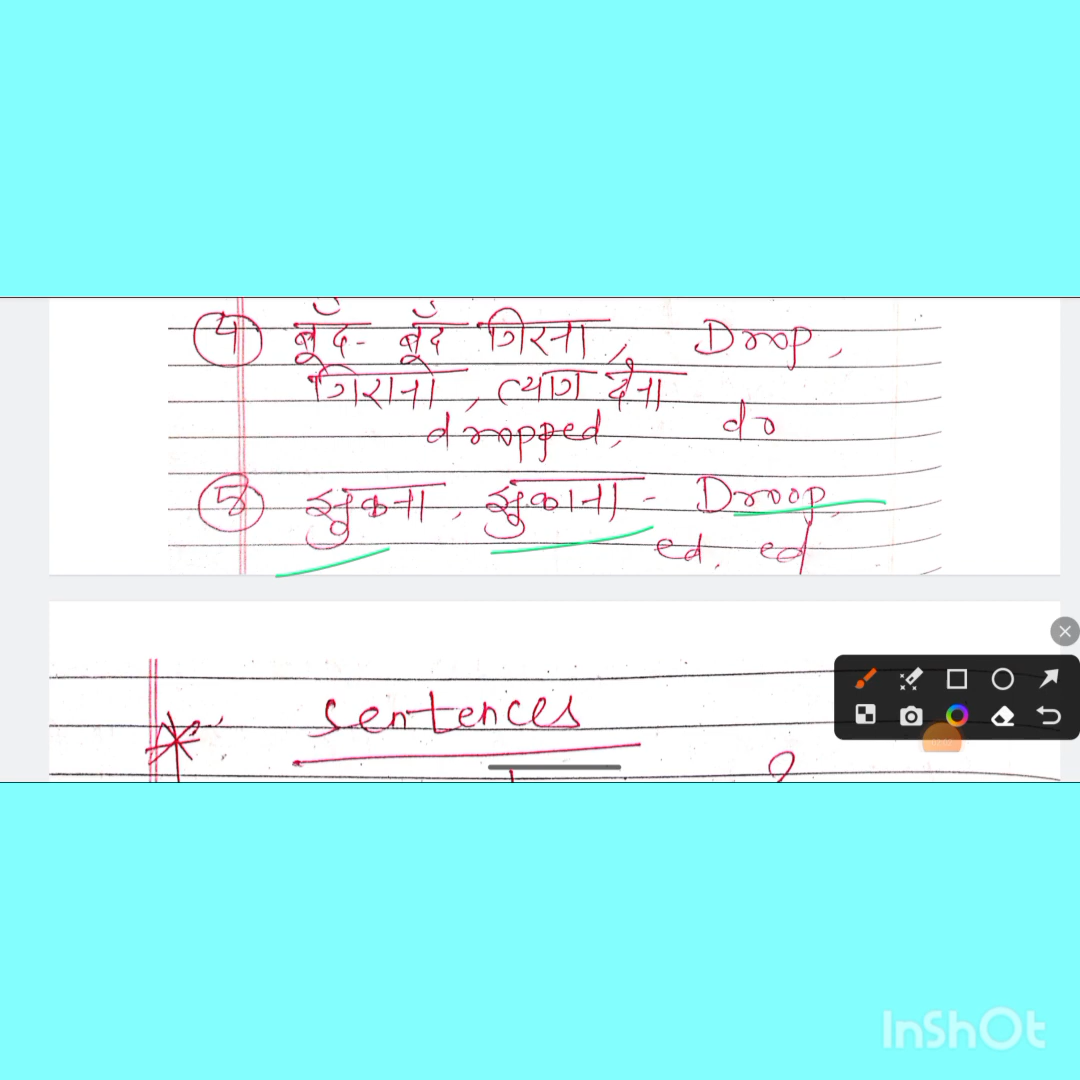 4 बूँद- बूँद गिरना, Drop,
गिराना, त्याग देना
dropped, do
5 झुकना, झुकाना - Droop,
ed, ed
Sentences
InShOt